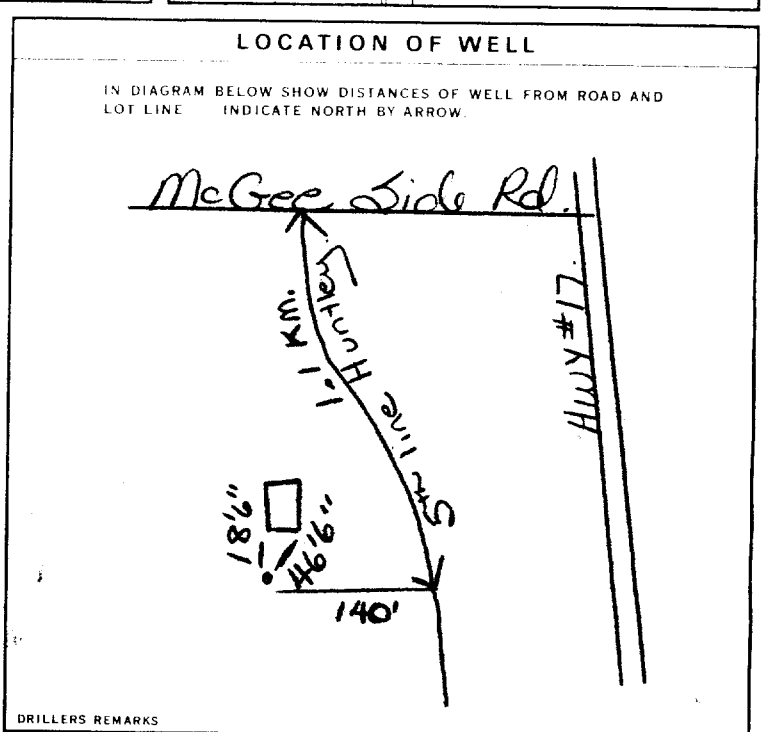 LOCATION OF WELL
IN DIAGRAM BELOW SHOW DISTANCES OF WELL FROM ROAD AND
LOT LINE INDICATE NORTH BY ARROW.
McGee Side Rd.
HWY #17.
1.1 KM.
5th line Huntley
18'6"
46'6"
140'
DRILLERS REMARKS